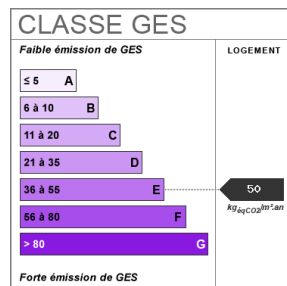 CLASSE GES
Faible émission de GES
LOGEMENT
≤ 5 A
6 à 10 B
11 à 20 C
21 à 35 D
36 à 55 E
50
kgéqCO2/m².an
56 à 80 F
> 80 G
Forte émission de GES